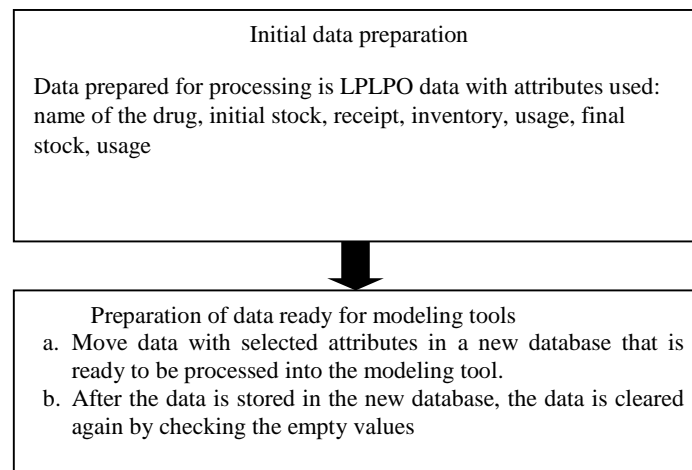 Initial data preparation
Data prepared for processing is LPLPO data with attributes used:
name of the drug, initial stock, receipt, inventory, usage, final
stock, usage
Preparation of data ready for modeling tools
a. Move data with selected attributes in a new database that is
ready to be processed into the modeling tool.
b. After the data is stored in the new database, the data is cleared
again by checking the empty values